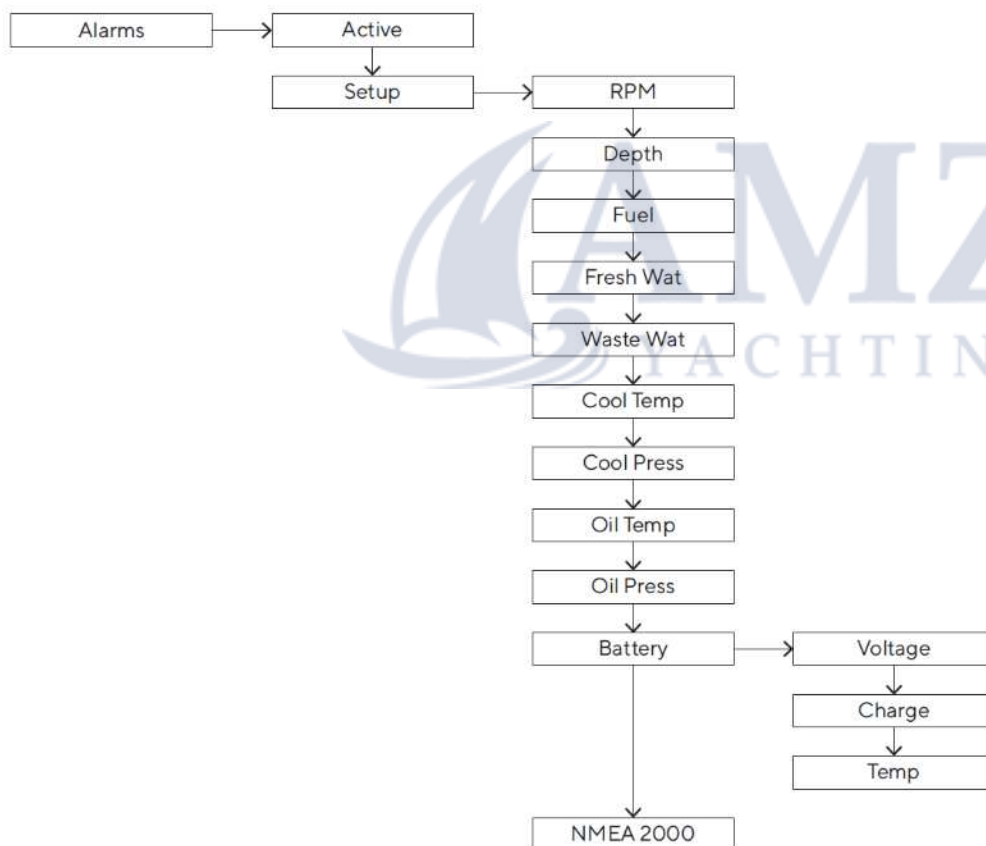 Alarms
Active
Setup
RPM
Depth
Fuel
Fresh Wat
Waste Wat
Cool Temp
Cool Press
Oil Temp
Oil Press
Battery
Voltage
Charge
Temp
NMEA 2000
AMZ
YACHTIN